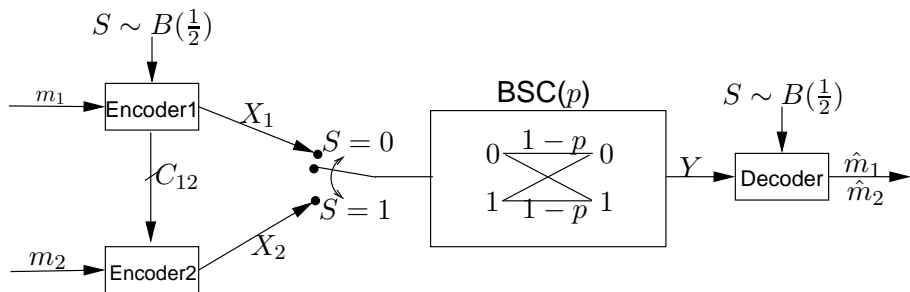 S ∼ B(1/2)
m₁
Encoder1
X₁
C₁₂
m₂
Encoder2
X₂
S = 0
S = 1
BSC(p)
1 − p
0 0
1 1
1 − p
Y
S ∼ B(1/2)
Decoder
m̂₁
m̂₂